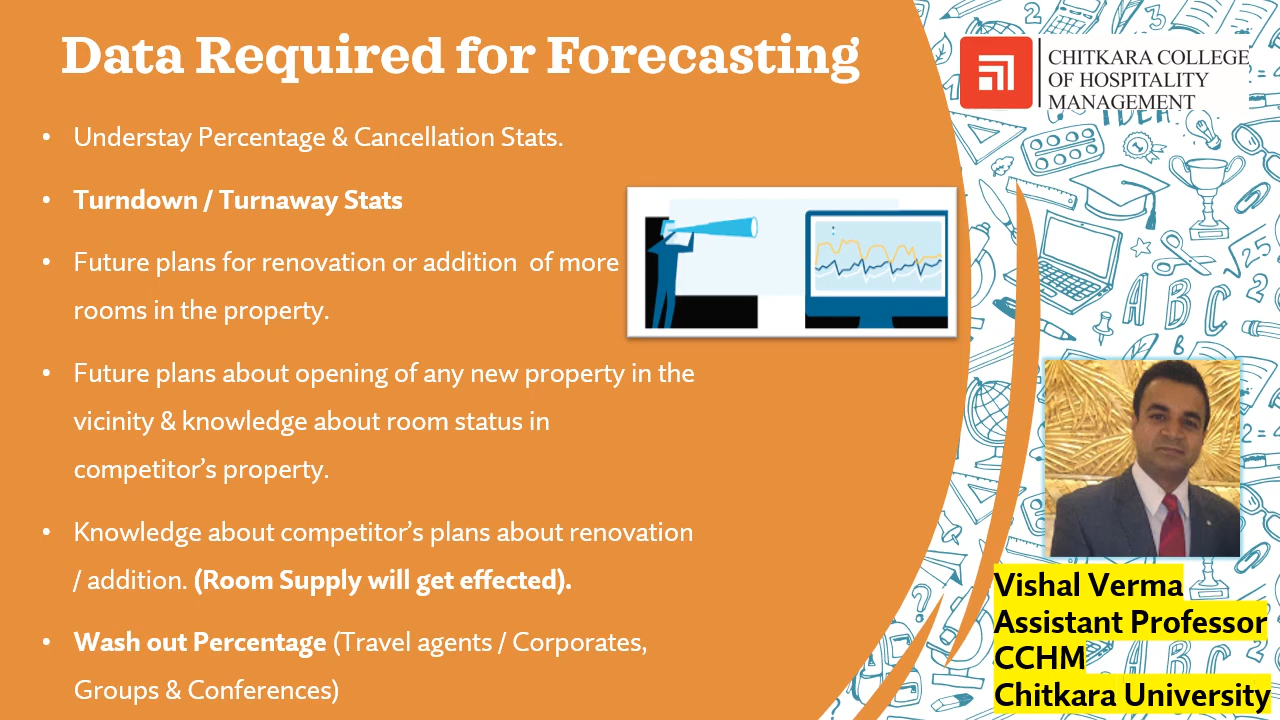 Data Required for Forecasting
CHITKARA COLLEGE
OF HOSPITALITY
MANAGEMENT
• Understay Percentage & Cancellation Stats.
• Turndown / Turnaway Stats
• Future plans for renovation or addition of more
rooms in the property.
• Future plans about opening of any new property in the
vicinity & knowledge about room status in
competitor's property.
• Knowledge about competitor's plans about renovation
/ addition. (Room Supply will get effected).
• Wash out Percentage (Travel agents / Corporates,
Groups & Conferences)
IDEA
A B C
Vishal Verma
Assistant Professor
CCHM
Chitkara University